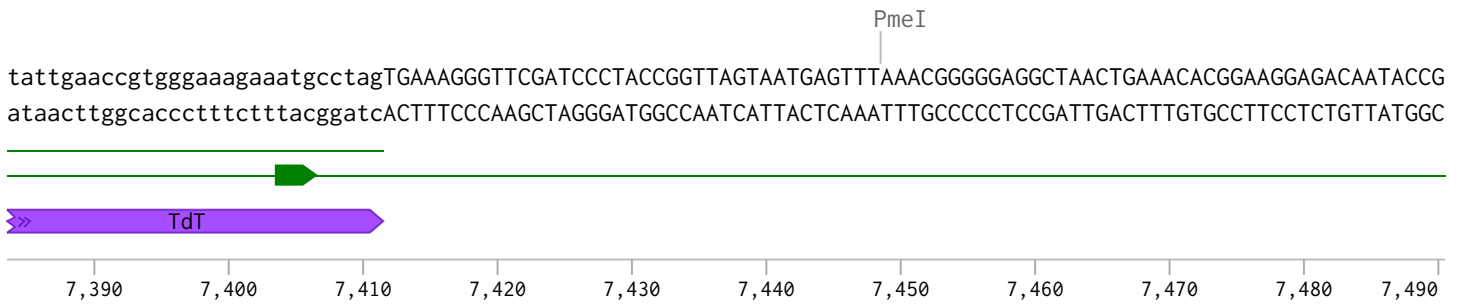 PmeI
tattgaaccgtgggaaagaaatgcctagTGAAAGGGTTCGATCCCTACCGGTTAGTAATGAGTTTAAACGGGGGAGGCTAACTGAAACACGGAAGGAGACAATACCG
ataacttggcaccctttctttacggatcACTTTCCCAAGCTAGGGATGGCCAATCATTACTCAAATTTGCCCCCTCCGATTGACTTTGTGCCTTCCTCTGTTATGGC
TdT
7,390 7,400 7,410 7,420 7,430 7,440 7,450 7,460 7,470 7,480 7,490